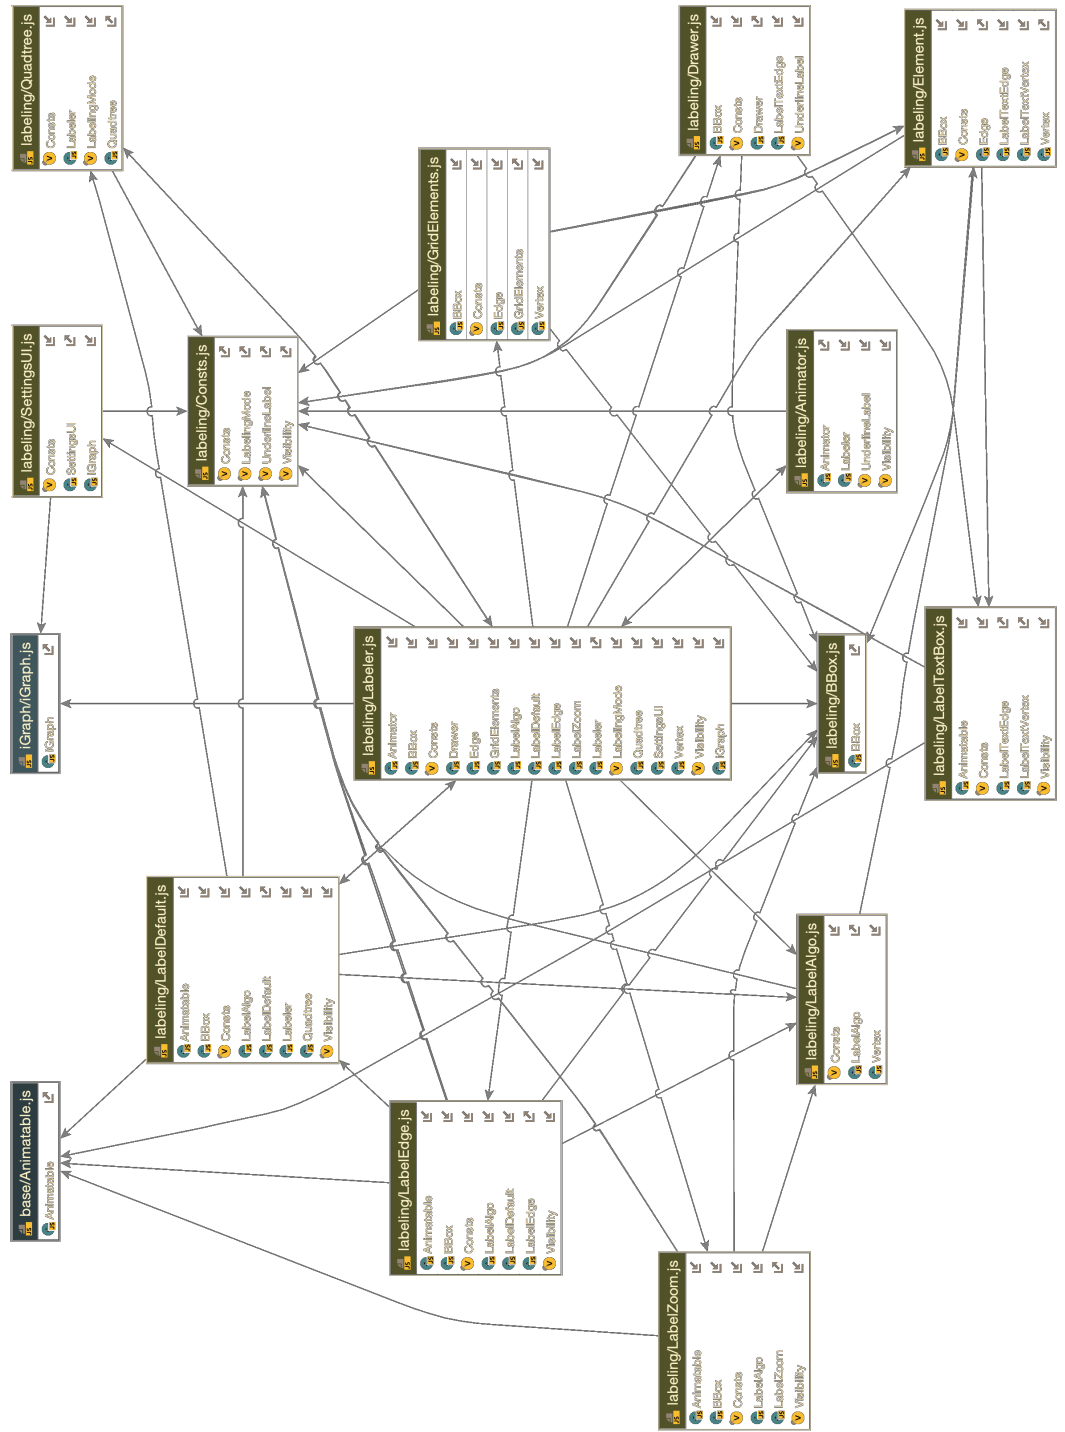 labeling/Quadtree.js
Consts
Labeler
LabelingMode
Quadtree
labeling/SettingsUI.js
Consts
SettingsUI
iGraph
iGraph/iGraph.js
iGraph
base/Animatable.js
Animatable
labeling/Consts.js
Consts
LabelingMode
UnderlineLabel
Visibility
labeling/LabelDefault.js
Animatable
BBox
Consts
LabelAlgo
LabelDefault
Labeler
Quadtree
Visibility
labeling/GridElements.js
BBox
Consts
Edge
GridElements
Vertex
labeling/Labeler.js
Animator
BBox
Consts
Drawer
Edge
GridElements
LabelAlgo
LabelDefault
LabelEdge
LabelZoom
Labeler
LabelingMode
Quadtree
SettingsUI
Vertex
Visibility
iGraph
labeling/LabelEdge.js
Animatable
BBox
Consts
LabelAlgo
LabelDefault
LabelEdge
Visibility
labeling/Drawer.js
BBox
Consts
Drawer
LabelTextEdge
UnderlineLabel
labeling/LabelZoom.js
Animatable
BBox
Consts
LabelAlgo
LabelZoom
Visibility
labeling/Animator.js
Animator
Labeler
UnderlineLabel
Visibility
labeling/BBox.js
BBox
labeling/LabelAlgo.js
Consts
LabelAlgo
Vertex
labeling/Element.js
BBox
Consts
Edge
LabelTextEdge
LabelTextVertex
Vertex
labeling/LabelTextBox.js
Animatable
Consts
LabelTextEdge
LabelTextVertex
Visibility